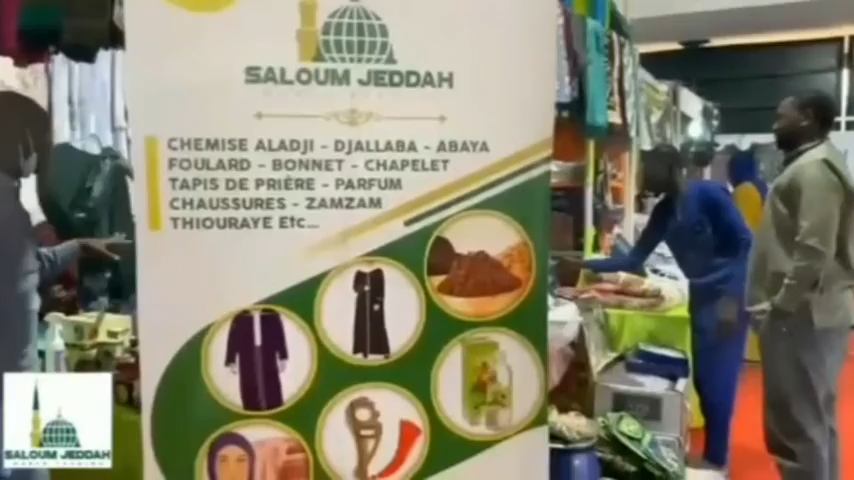 SALOUM JEDDAH
CHEMISE ALADJI - DJALLABA - ABAYA
FOULARD - BONNET - CHAPELET
TAPIS DE PRIÈRE - PARFUM
CHAUSSURES - ZAMZAM
THIOURAYE Etc...
SALOUM JEDDAH